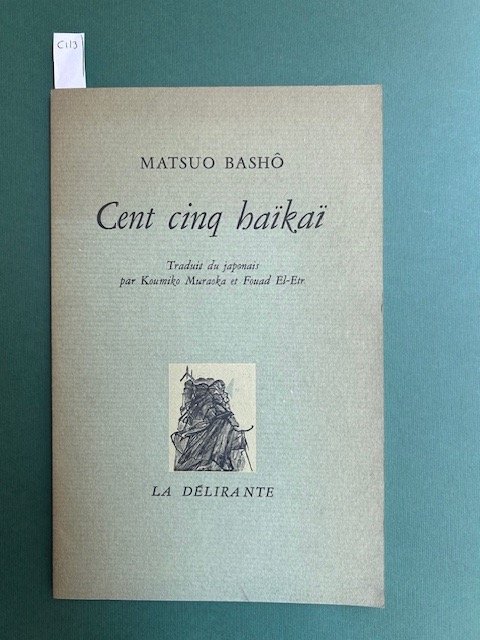 C113
MATSUO BASHÔ
Cent cinq haïkaï
Traduit du japonais
par Koumiko Muraoka et Fouad El-Etr
LA DÉLIRANTE